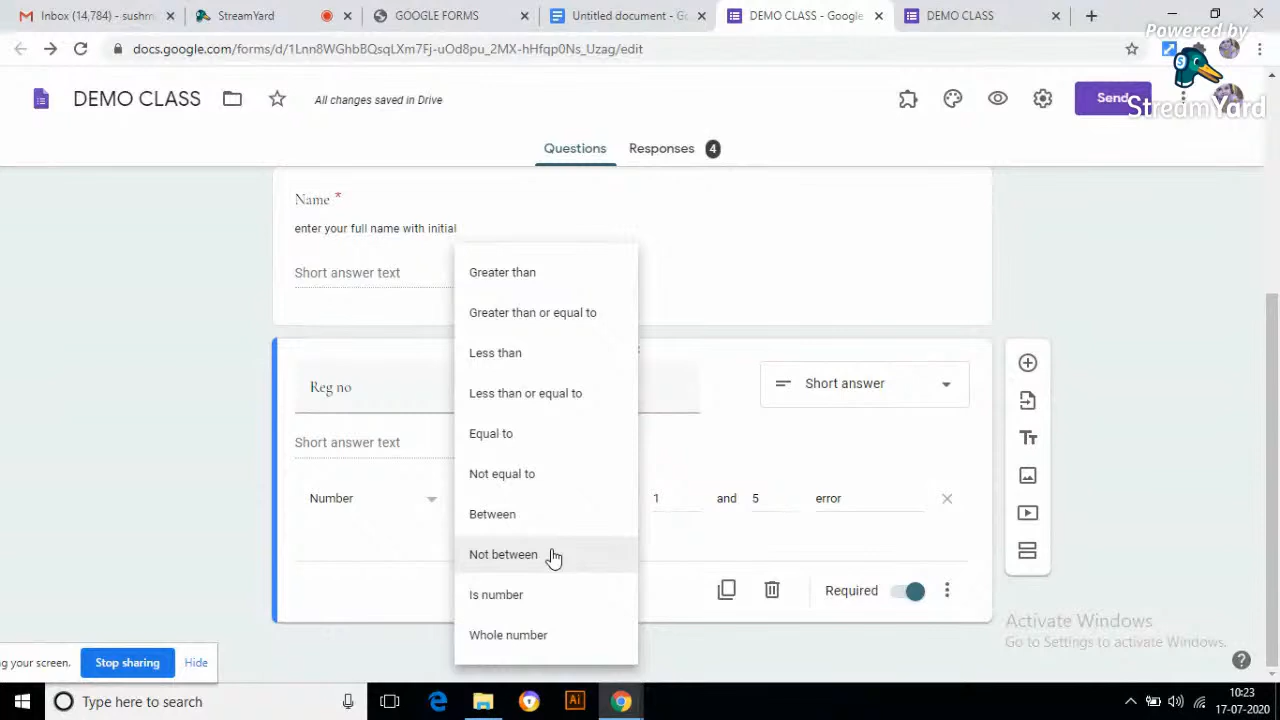 Inbox (14,784) - sushm
StreamYard
GOOGLE FORMS
Untitled document - Go
DEMO CLASS - Google
DEMO CLASS
Powered by
docs.google.com/forms/d/1Lnn8WGhbBQsqLXm7Fj-uOd8pu_2MX-hHfqp0Ns_Uzag/edit
DEMO CLASS
All changes saved in Drive
Send
StreamYard
Questions
Responses 4
Name *
enter your full name with initial
Short answer text
Greater than
Greater than or equal to
Less than
Less than or equal to
Equal to
Not equal to
Between
Not between
Is number
Whole number
Reg no
Short answer
Short answer text
Number
1 and 5 error
Required
Activate Windows
Go to Settings to activate Windows.
g your screen.
Stop sharing
Hide
Type here to search
Ai
10:23
17-07-2020